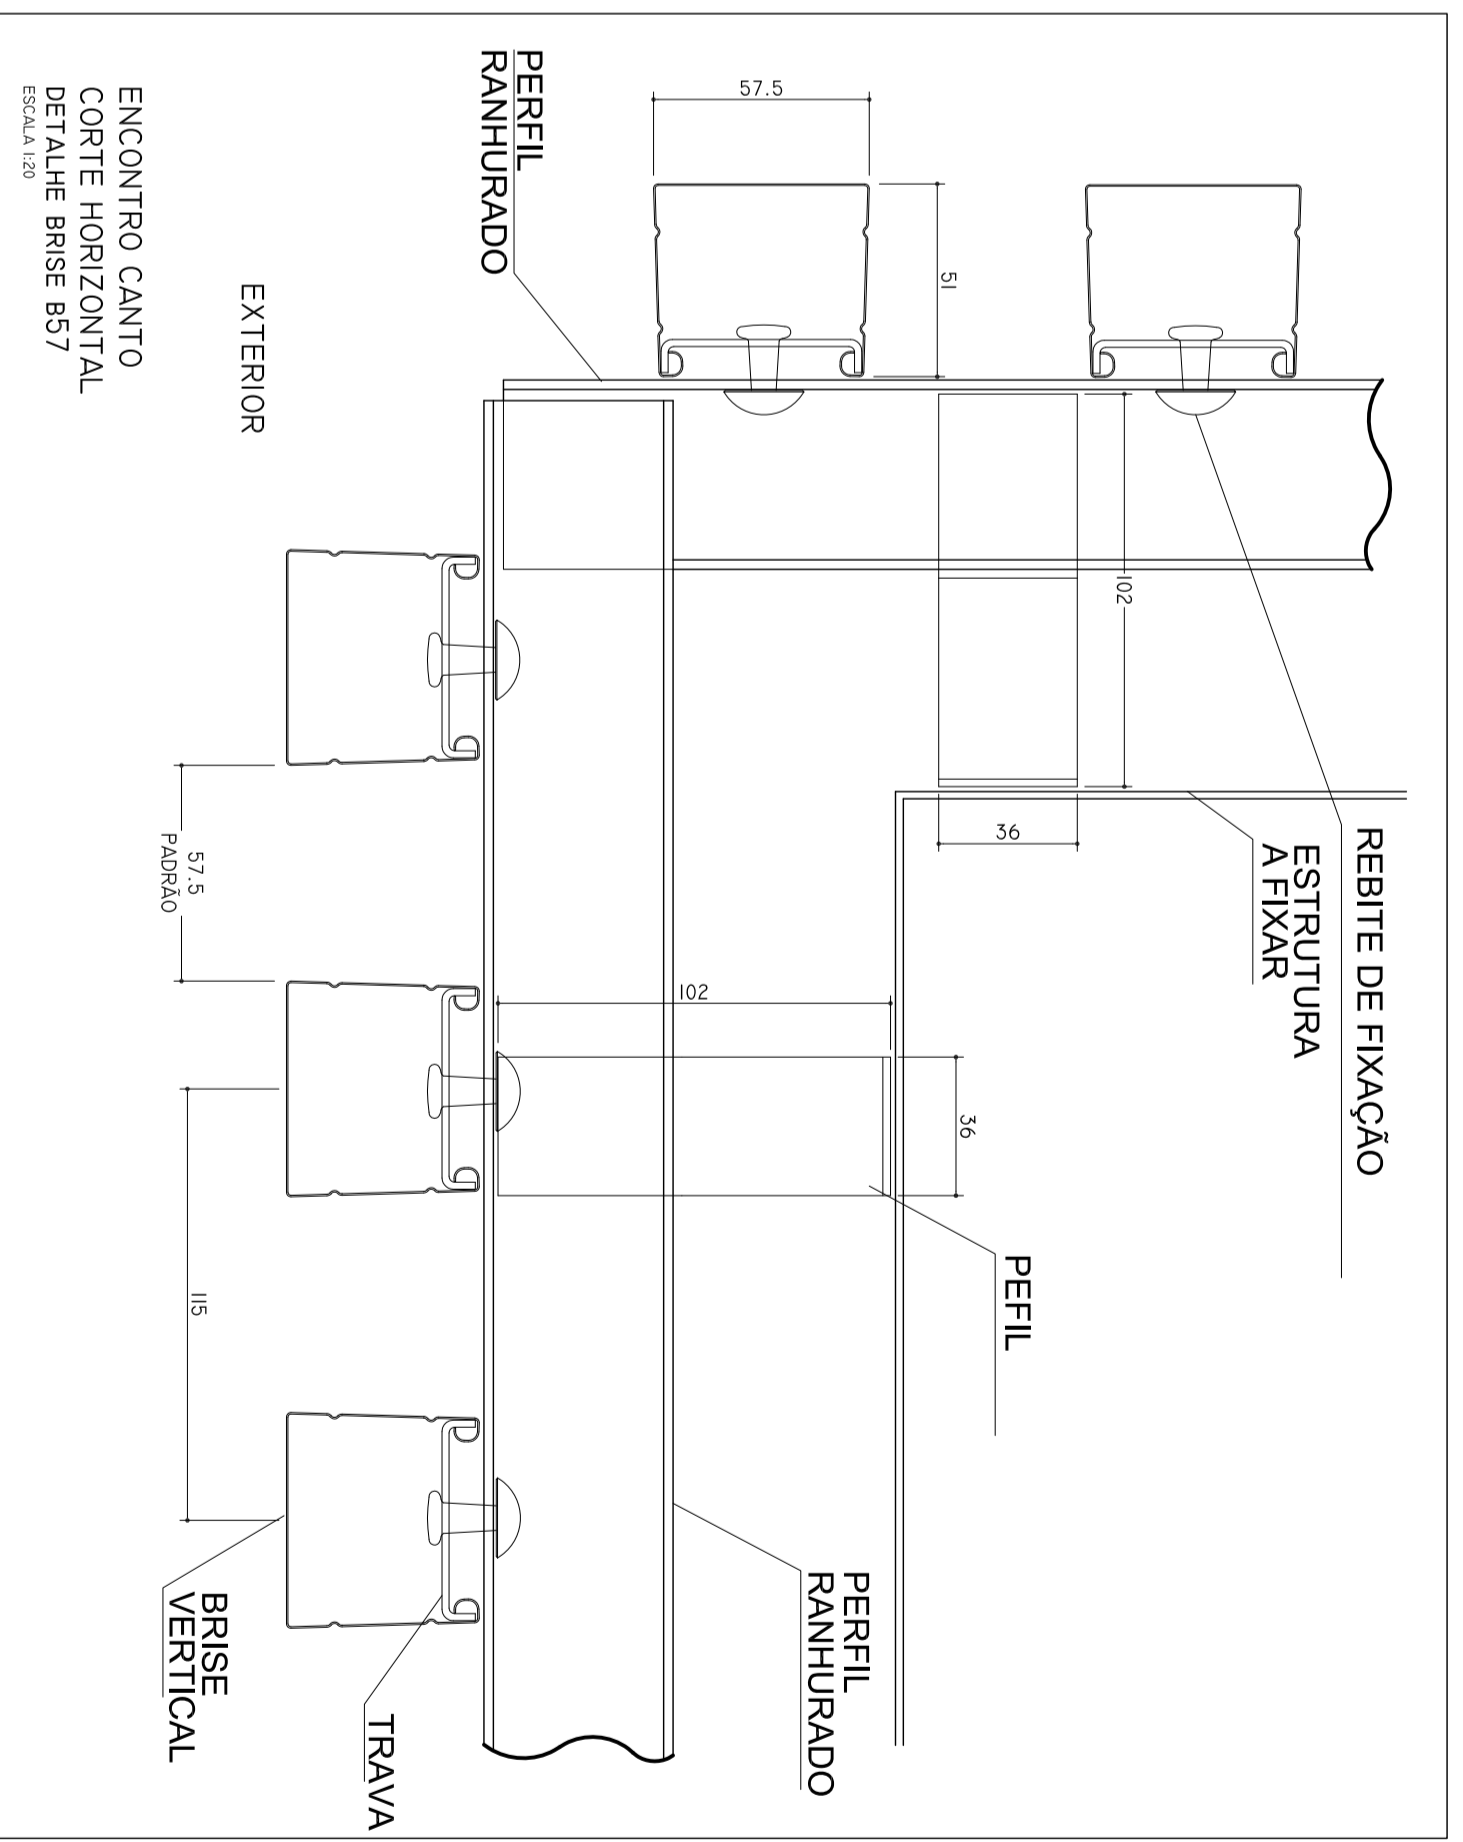 REBITE DE FIXAÇÃO
ESTRUTURA
A FIXAR
102
36
57.5
51
PERFIL
RANHURADO
PEFIL
36
102
PERFIL
RANHURADO
TRAVA
BRISE
VERTICAL
57.5
PADRÃO
115
EXTERIOR
ENCONTRO CANTO
CORTE HORIZONTAL
DETALHE BRISE B57
ESCALA 1:20